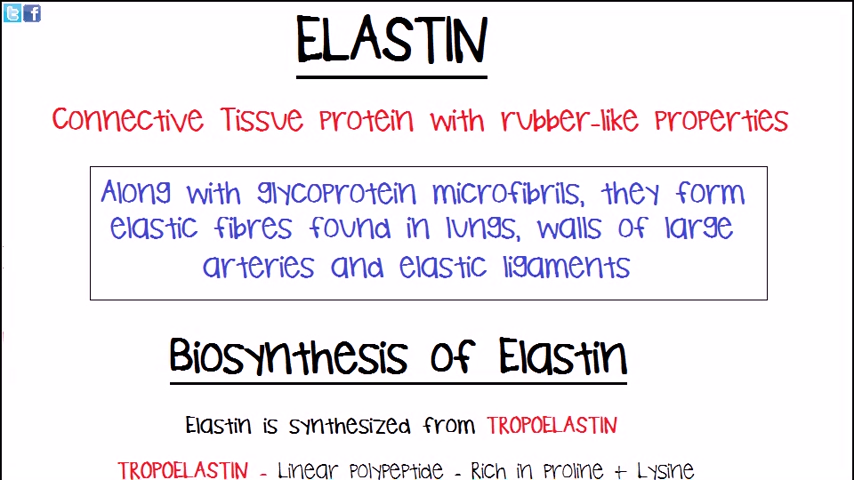 ELASTIN
Connective Tissue protein with rubber-like properties
Along with glycoprotein microfibrils, they form
elastic fibres found in lungs, walls of large
arteries and elastic ligaments
Biosynthesis of Elastin
Elastin is synthesized from TROPOELASTIN
TROPOELASTIN - Linear polypeptide - Rich in proline + Lysine